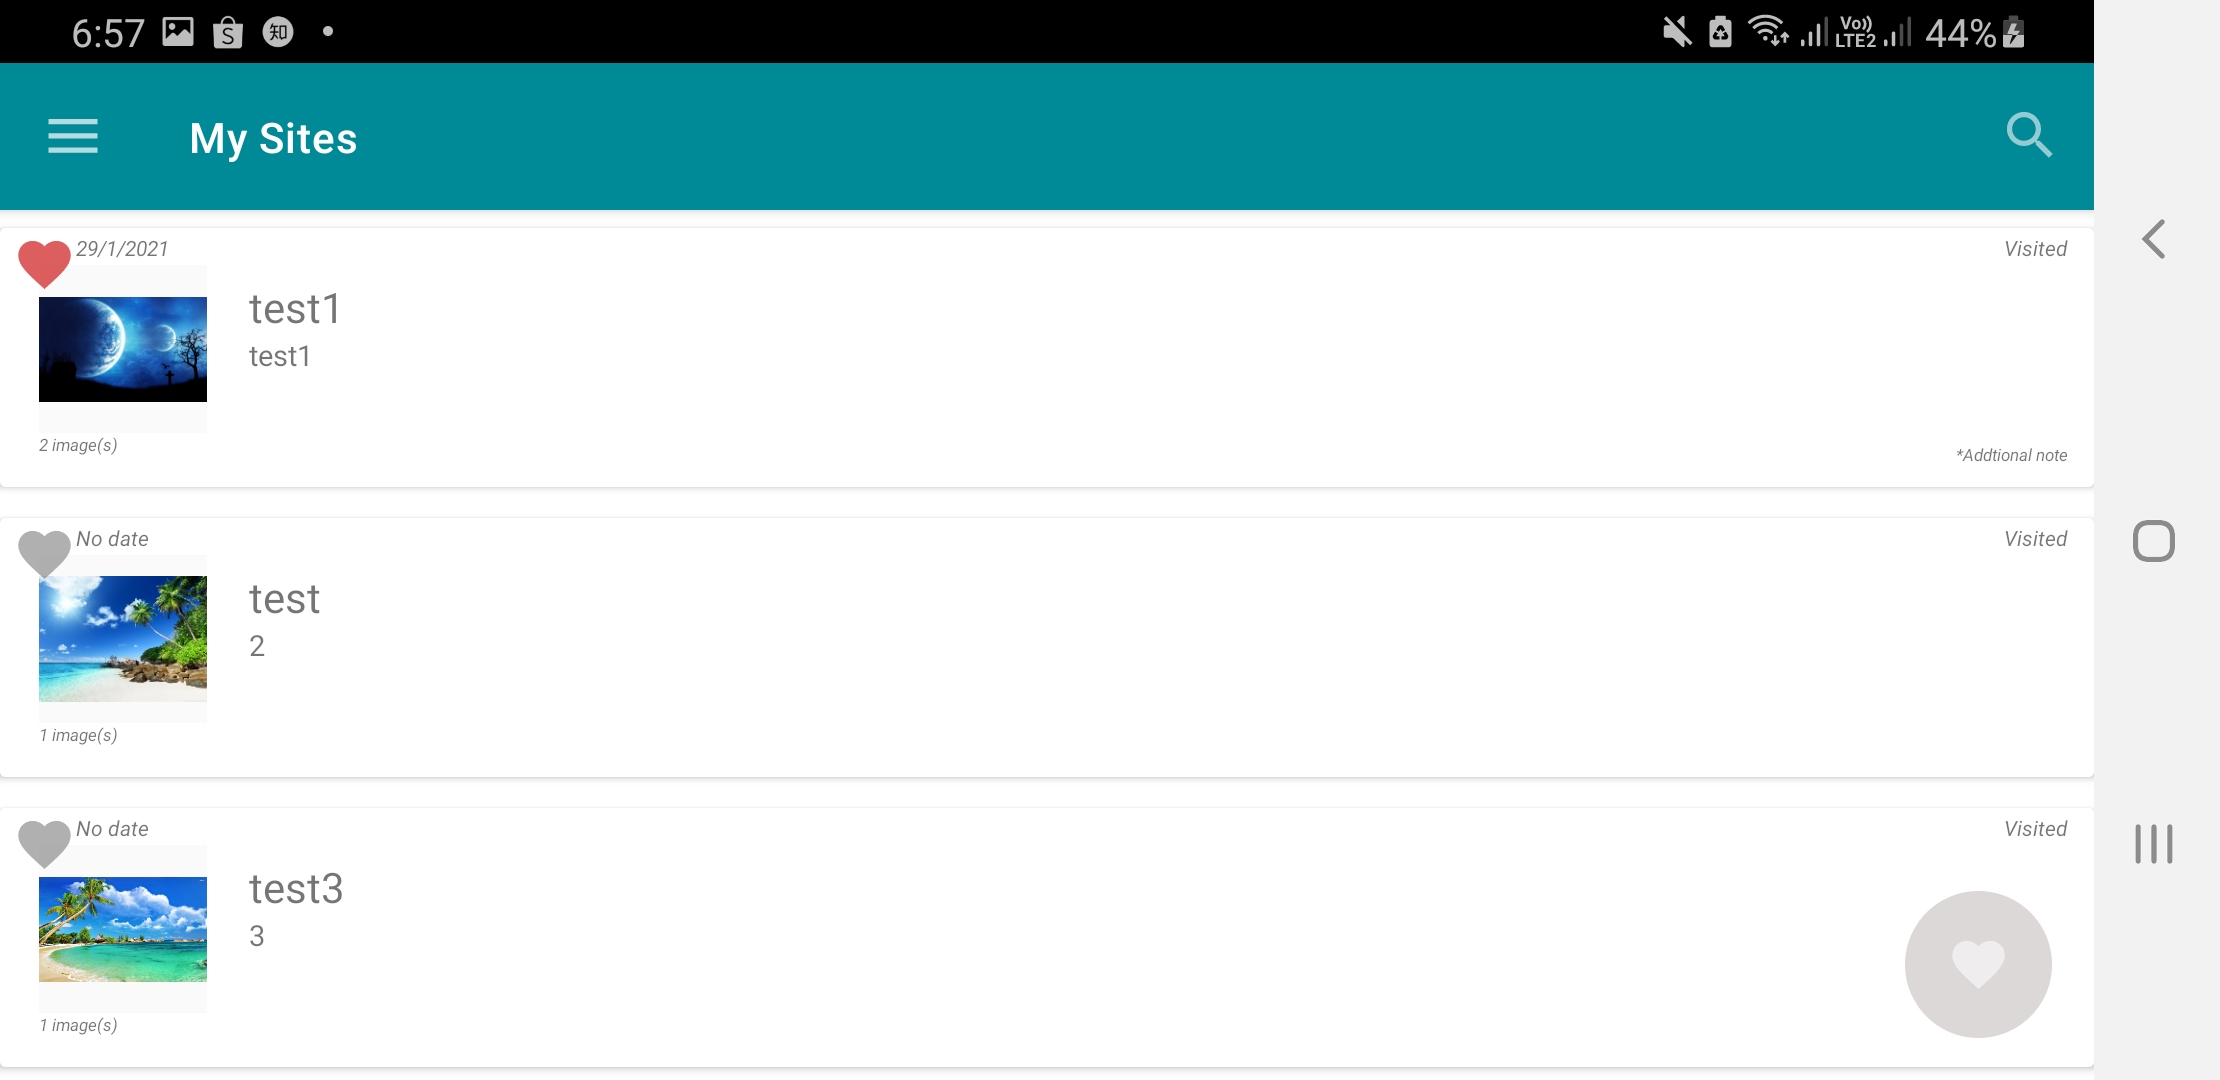 6:57 S 知 Vo)) LTE2 44%
My Sites
29/1/2021 Visited
test1
test1
2 image(s)
*Addtional note
No date Visited
test
2
1 image(s)
No date Visited
test3
3
1 image(s)